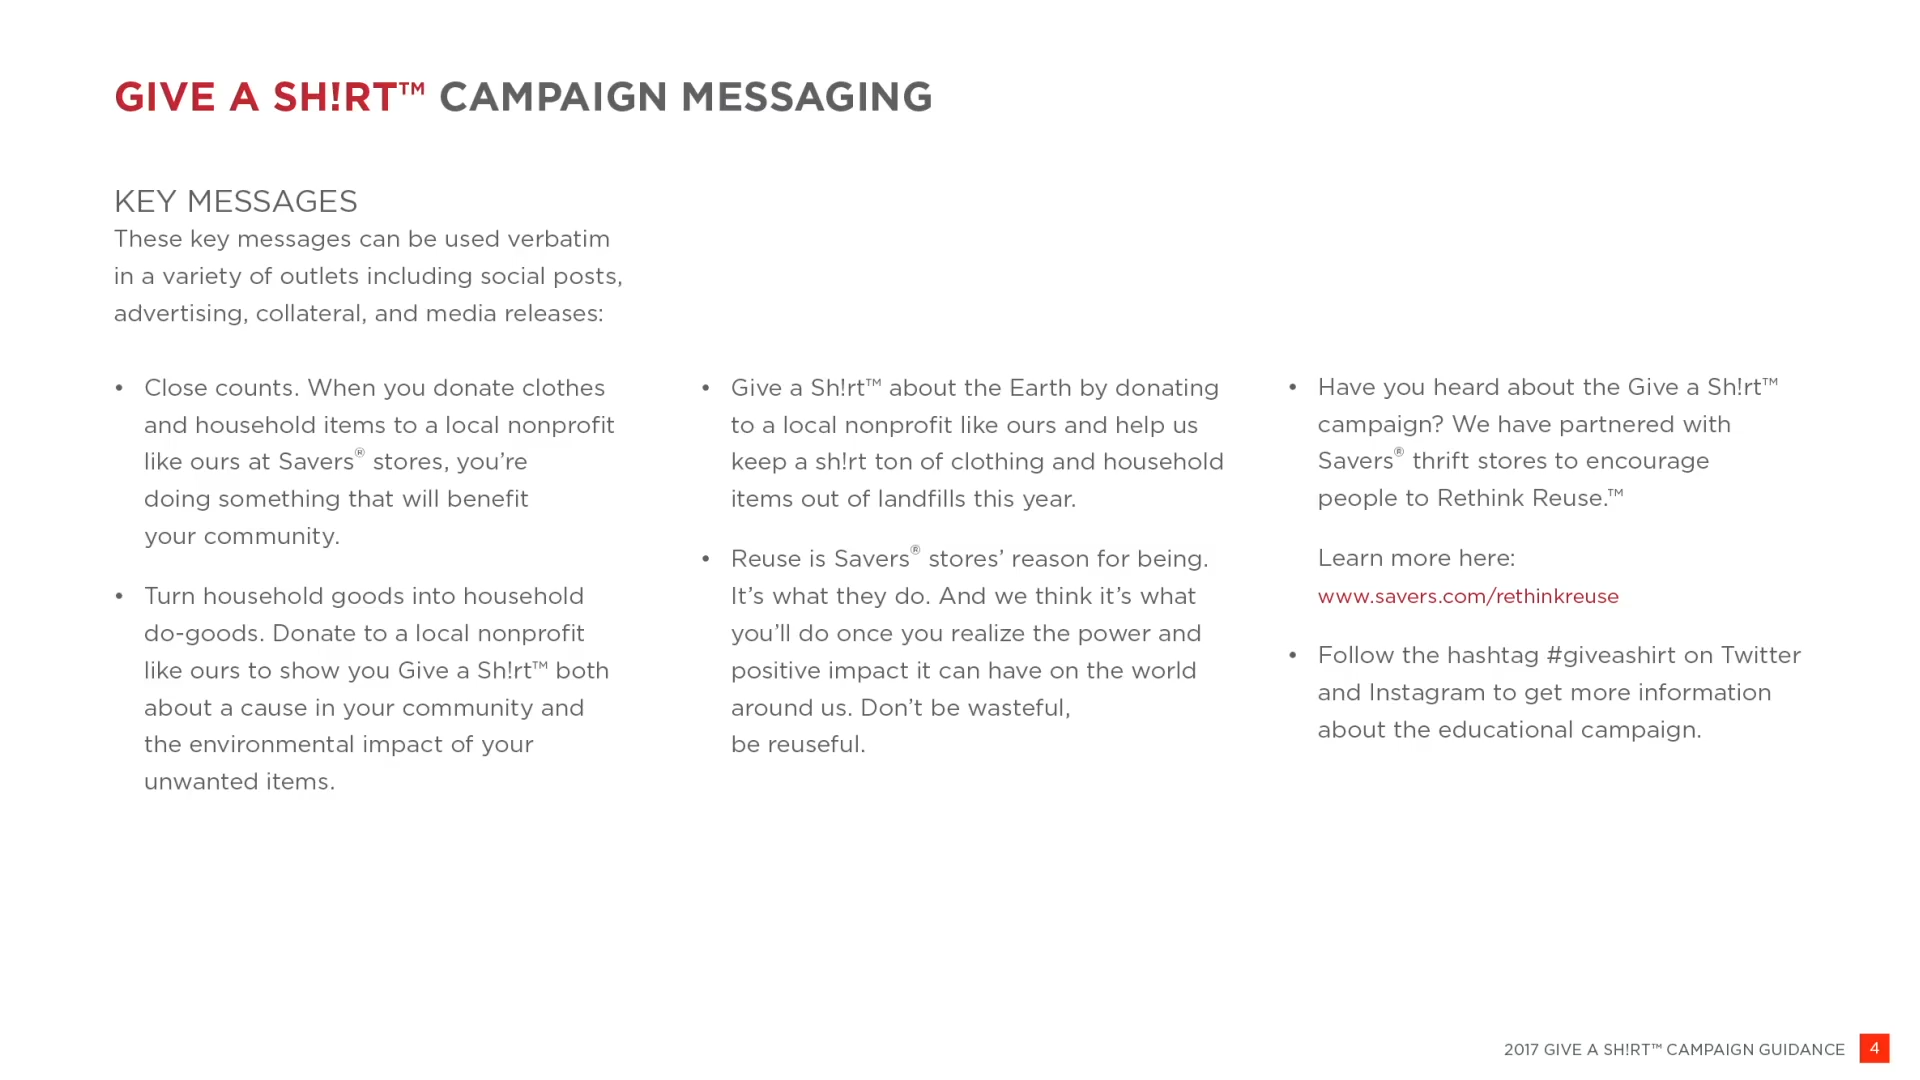 GIVE A SH!RT™ CAMPAIGN MESSAGING
KEY MESSAGES
These key messages can be used verbatim
in a variety of outlets including social posts,
advertising, collateral, and media releases:
• Close counts. When you donate clothes
and household items to a local nonprofit
like ours at Savers® stores, you’re
doing something that will benefit
your community.
• Turn household goods into household
do-goods. Donate to a local nonprofit
like ours to show you Give a Sh!rt™ both
about a cause in your community and
the environmental impact of your
unwanted items.
• Give a Sh!rt™ about the Earth by donating
to a local nonprofit like ours and help us
keep a sh!rt ton of clothing and household
items out of landfills this year.
• Reuse is Savers® stores’ reason for being.
It’s what they do. And we think it’s what
you’ll do once you realize the power and
positive impact it can have on the world
around us. Don’t be wasteful,
be reuseful.
• Have you heard about the Give a Sh!rt™
campaign? We have partnered with
Savers® thrift stores to encourage
people to Rethink Reuse.™
Learn more here:
www.savers.com/rethinkreuse
• Follow the hashtag #giveashirt on Twitter
and Instagram to get more information
about the educational campaign.
2017 GIVE A SH!RT™ CAMPAIGN GUIDANCE 4